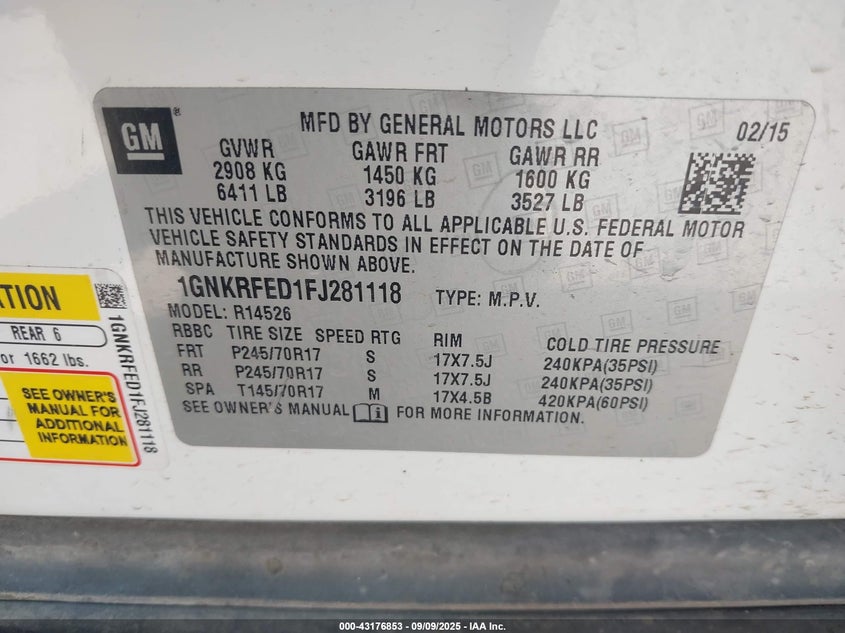 GM
MFD BY GENERAL MOTORS LLC 02/15
GVWR GAWR FRT GAWR RR
2908 KG 1450 KG 1600 KG
6411 LB 3196 LB 3527 LB
THIS VEHICLE CONFORMS TO ALL APPLICABLE U.S. FEDERAL MOTOR
VEHICLE SAFETY STANDARDS IN EFFECT ON THE DATE OF
MANUFACTURE SHOWN ABOVE.
1GNKRFED1FJ281118 TYPE: M.P.V.
MODEL: R14526
RBBC TIRE SIZE SPEED RTG RIM COLD TIRE PRESSURE
FRT P245/70R17 S 17X7.5J 240KPA(35PSI)
RR P245/70R17 S 17X7.5J 240KPA(35PSI)
SPA T145/70R17 M 17X4.5B 420KPA(60PSI)
SEE OWNER'S MANUAL FOR MORE INFORMATION.
REAR 6
or 1662 lbs.
SEE OWNER'S
MANUAL FOR
ADDITIONAL
INFORMATION
1GNKRFED1FJ281118
000-43176853 - 09/09/2025 - IAA Inc.